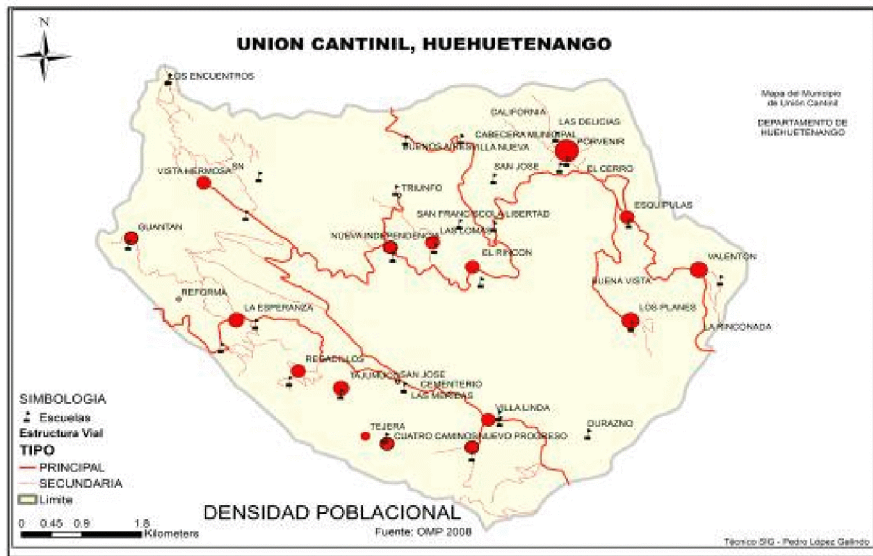 N
UNION CANTINIL, HUEHUETENANGO
Mapa del Municipio
de Unión Cantinil
DEPARTAMENTO DE
HUEHUETENANGO
LOS ENCUENTROS
CALIFORNIA
LAS DELICIAS
CABECERA MUNICIPAL
PORVENIR
BUENOS AIRES
VILLA NUEVA
SN
VISTA HERMOSA
SAN JOSE
EL CERRO
TRIUNFO
ESQUIPULAS
SAN FRANCISCO
LA LIBERTAD
GUANTAN
NUEVA INDEPENDENCIA
LAS LOMAS
EL RINCON
VALENTON
BUENA VISTA
REFORMA
LA ESPERANZA
LOS PLANES
LA RINCONADA
REGADILLOS
TAJUMUCO
SAN JOSE
CEMENTERIO
LAS
VILLA LINDA
TEJERA
CUATRO CAMINOS
NUEVO PROGRESO
DURAZNO
SIMBOLOGIA
Escuelas
Estructura Vial
TIPO
PRINCIPAL
SECUNDARIA
Limite
0 0.45 0.9 1.8
Kilometers
DENSIDAD POBLACIONAL
Fuente: OMP 2008
Técnico SIG - Pedro López Galindo